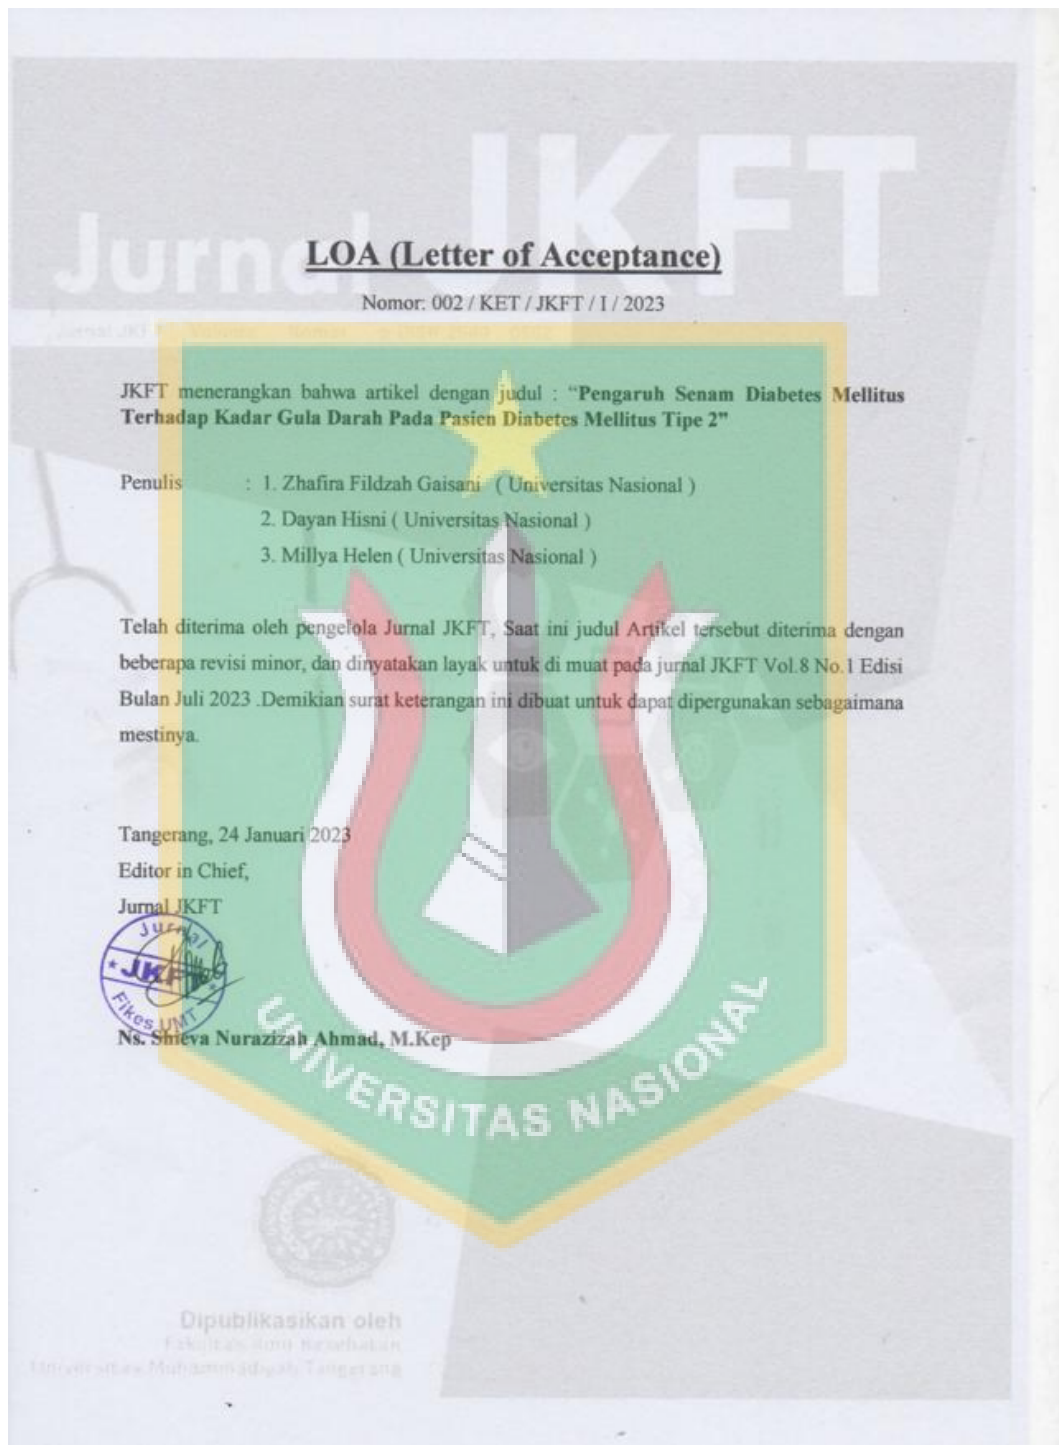 Jurnal JKFT
LOA (Letter of Acceptance)
Nomor: 002 / KET / JKFT / I / 2023
JKFT menerangkan bahwa artikel dengan judul : “Pengaruh Senam Diabetes Mellitus
Terhadap Kadar Gula Darah Pada Pasien Diabetes Mellitus Tipe 2”
Penulis : 1. Zhafira Fildzah Gaisani ( Universitas Nasional )
2. Dayan Hisni ( Universitas Nasional )
3. Millya Helen ( Universitas Nasional )
Telah diterima oleh pengelola Jurnal JKFT, Saat ini judul Artikel tersebut diterima dengan
beberapa revisi minor, dan dinyatakan layak untuk di muat pada jurnal JKFT Vol.8 No.1 Edisi
Bulan Juli 2023 .Demikian surat keterangan ini dibuat untuk dapat dipergunakan sebagaimana
mestinya.
Tangerang, 24 Januari 2023
Editor in Chief,
Jurnal JKFT
Jurnal
JKFT
Fikes UMT
Ns. Shieva Nurazizah Ahmad, M.Kep
UNIVERSITAS NASIONAL
Dipublikasikan oleh
Fakultas Ilmu Kesehatan
Universitas Muhammadiyah Tangerang